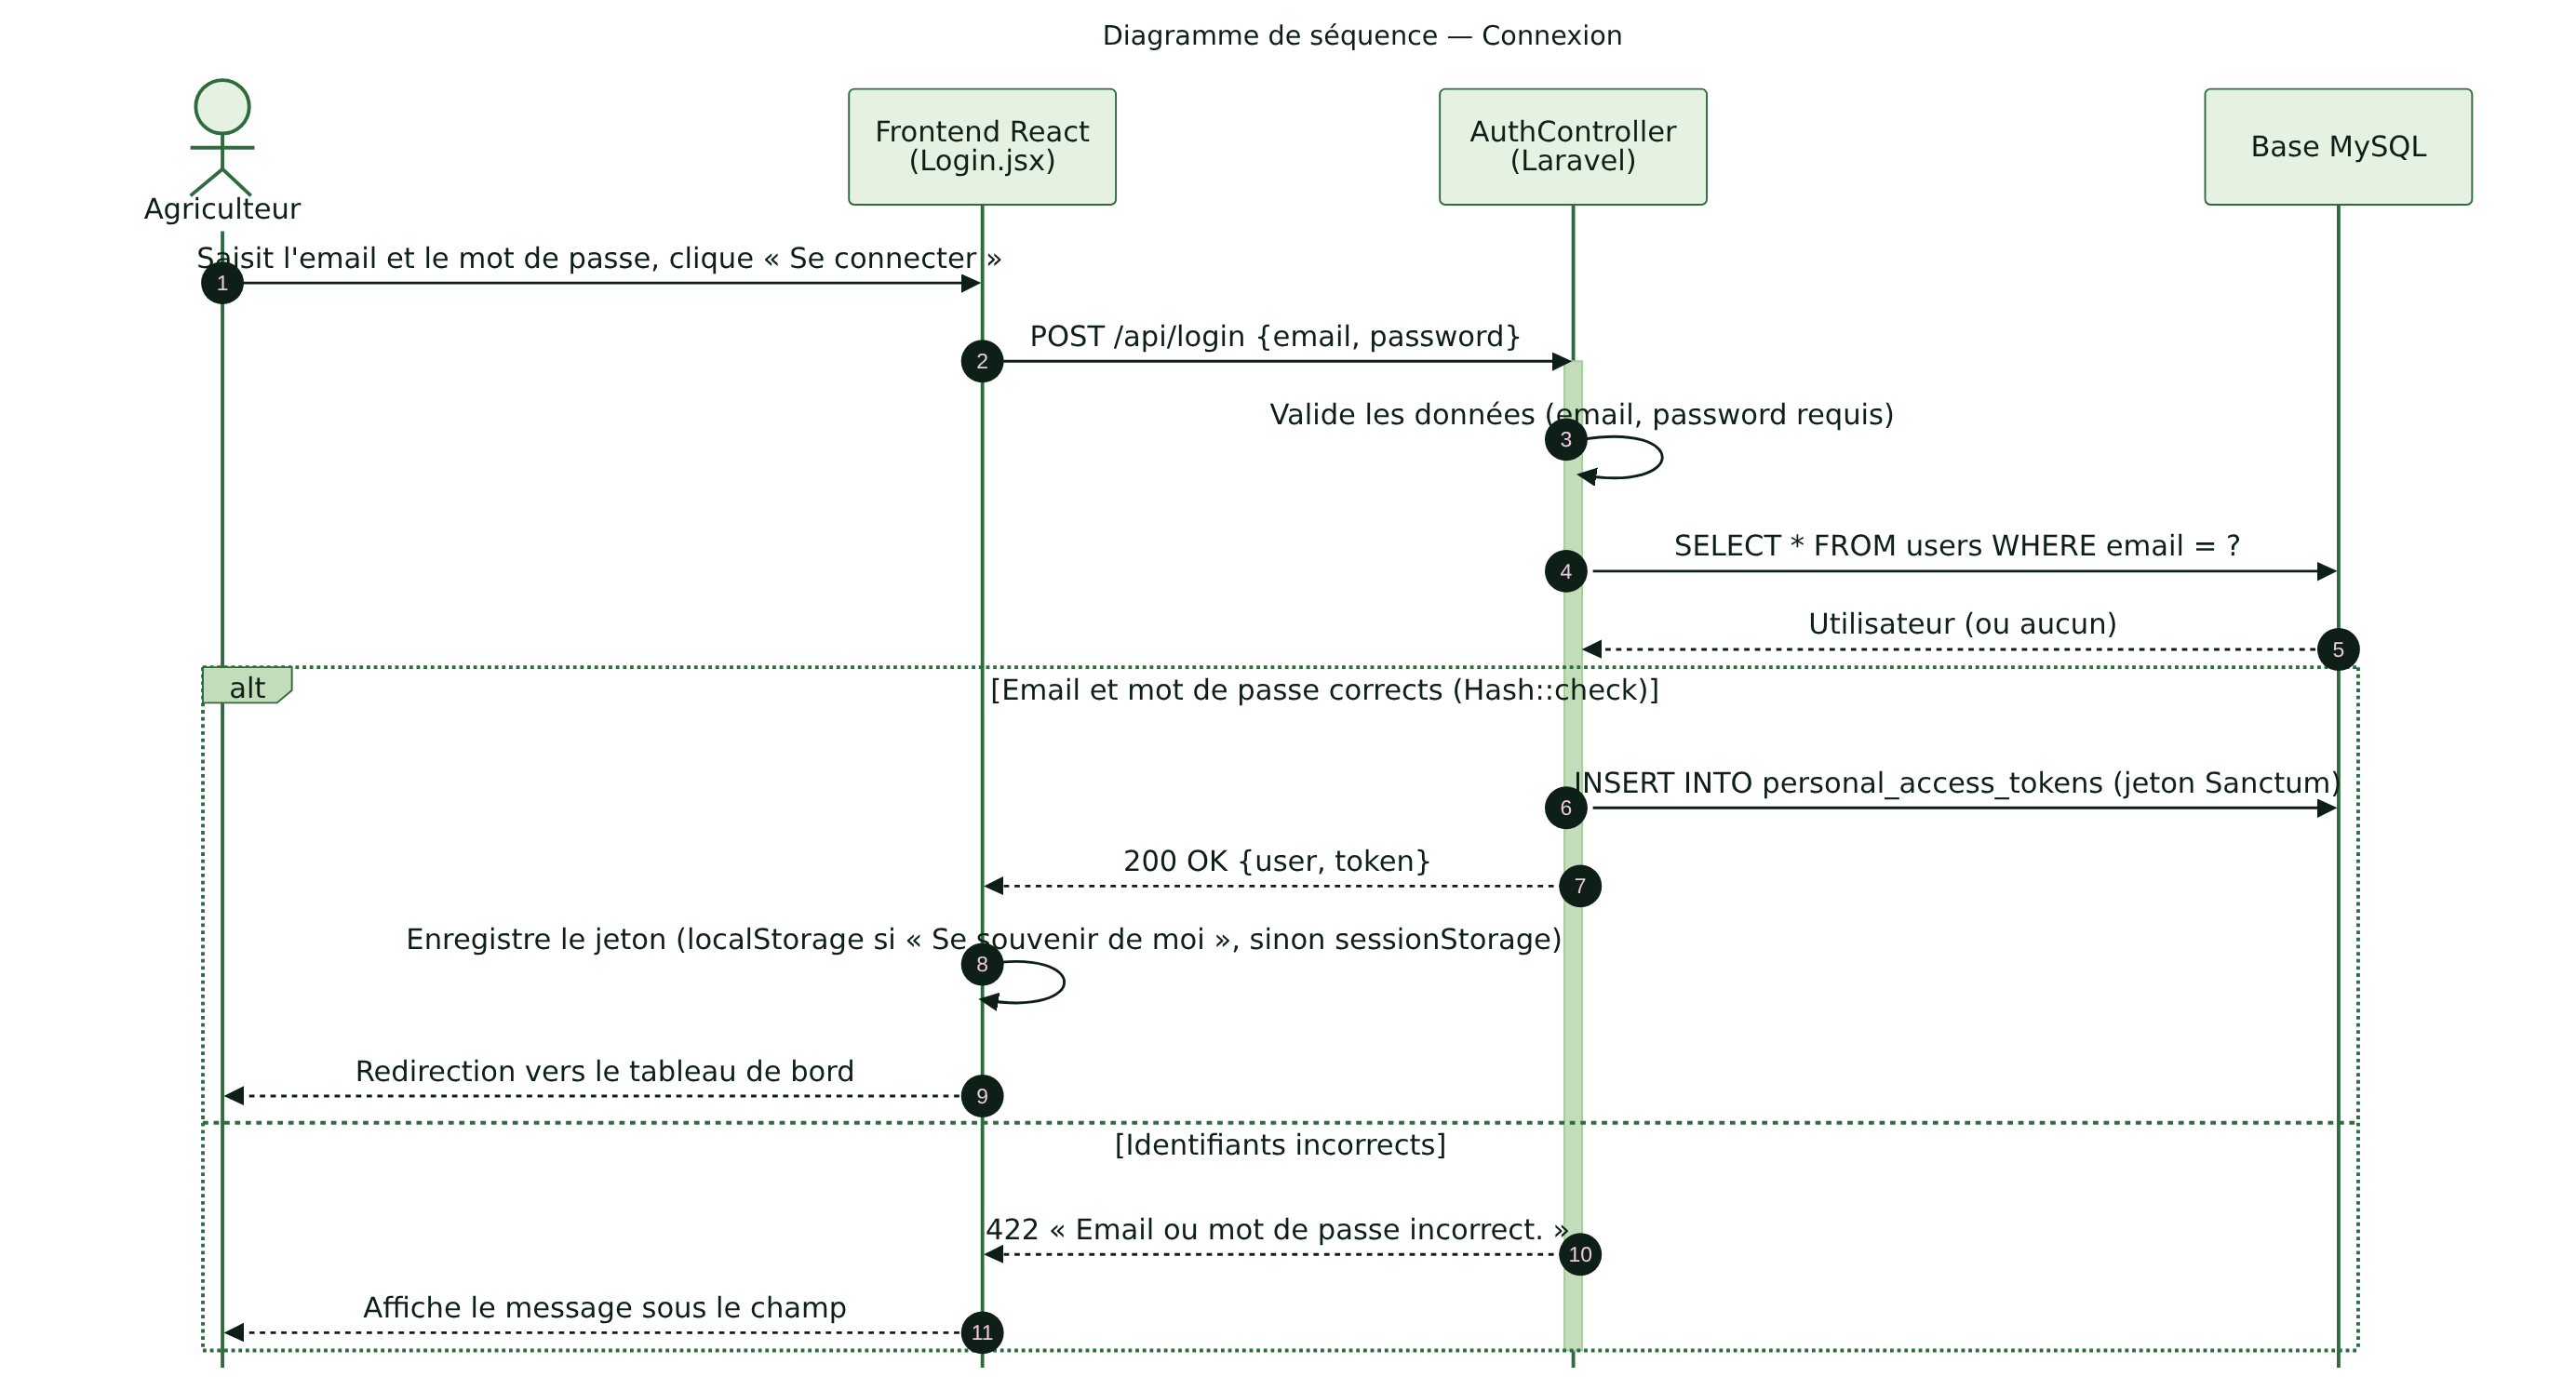 Diagramme de séquence — Connexion
Agriculteur
Frontend React
(Login.jsx)
AuthController
(Laravel)
Base MySQL
Saisit l'email et le mot de passe, clique « Se connecter »
1
POST /api/login {email, password}
2
Valide les données (email, password requis)
3
SELECT * FROM users WHERE email = ?
4
Utilisateur (ou aucun)
5
alt
[Email et mot de passe corrects (Hash::check)]
INSERT INTO personal_access_tokens (jeton Sanctum)
6
200 OK {user, token}
7
Enregistre le jeton (localStorage si « Se souvenir de moi », sinon sessionStorage)
8
Redirection vers le tableau de bord
9
[Identifiants incorrects]
422 « Email ou mot de passe incorrect. »
10
Affiche le message sous le champ
11